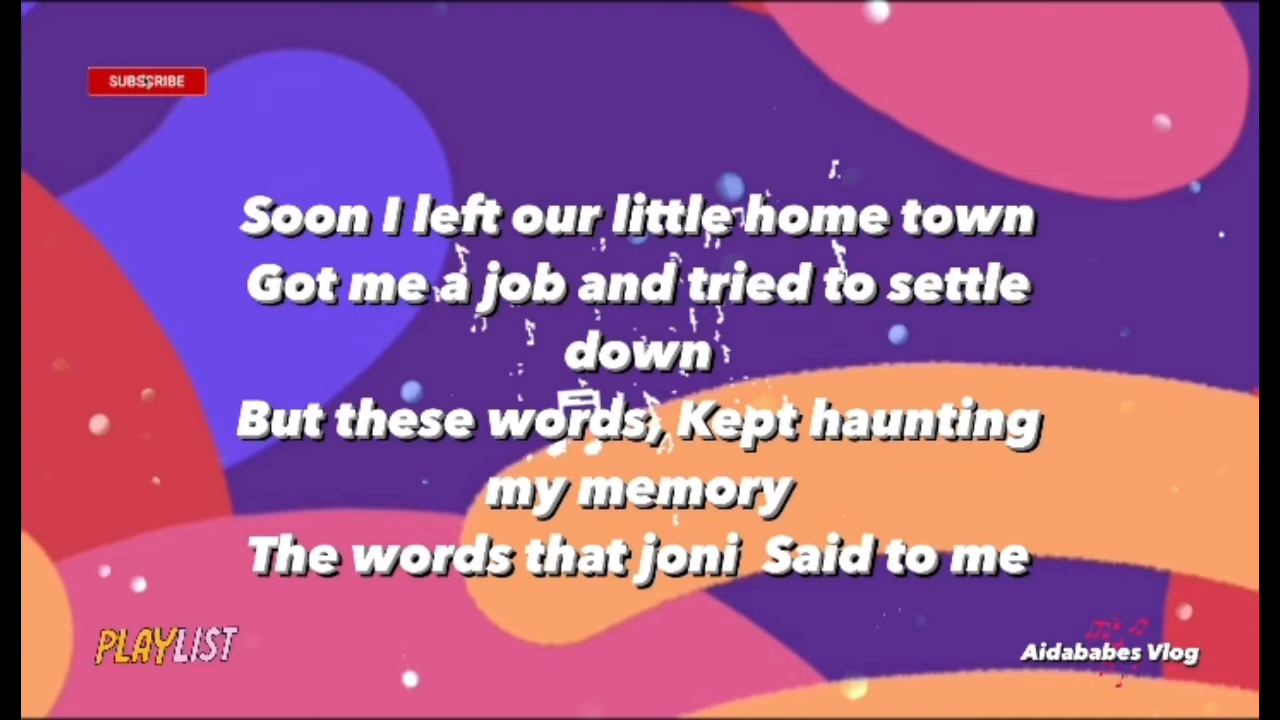 SUBSCRIBE
Soon I left our little home town
Got me a job and tried to settle
down
But these words, Kept haunting
my memory
The words that joni Said to me
PLAYLIST
Aidababes Vlog